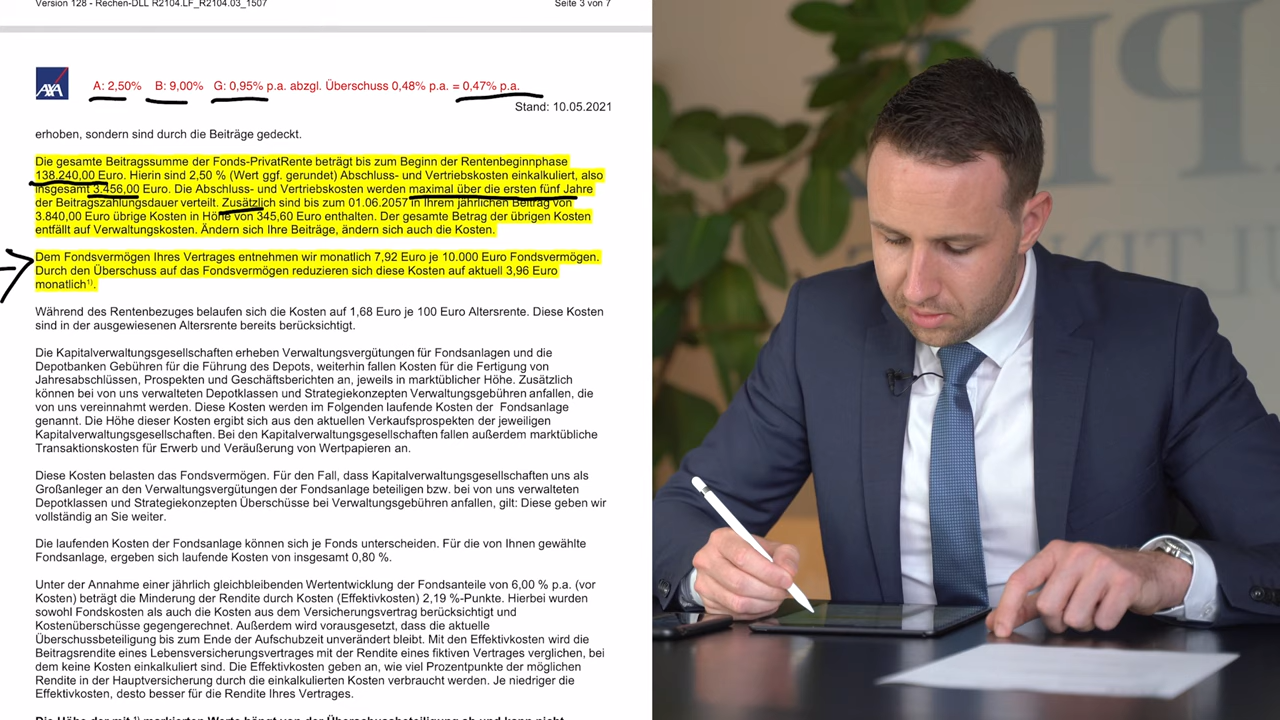 Version 128 - Rechen-DLL R2104.LF_R2104.03_1507 Seite 3 von 7
AXA A: 2,50% B: 9,00% G: 0,95% p.a. abzgl. Überschuss 0,48% p.a. = 0,47% p.a.
Stand: 10.05.2021
erhoben, sondern sind durch die Beiträge gedeckt.
Die gesamte Beitragssumme der Fonds-PrivatRente beträgt bis zum Beginn der Rentenbeginnphase
138.240,00 Euro. Hierin sind 2,50 % (Wert ggf. gerundet) Abschluss- und Vertriebskosten einkalkuliert, also
insgesamt 3.456,00 Euro. Die Abschluss- und Vertriebskosten werden maximal über die ersten fünf Jahre
der Beitragszahlungsdauer verteilt. Zusätzlich sind bis zum 01.06.2057 in Ihrem jährlichen Beitrag von
3.840,00 Euro übrige Kosten in Höhe von 345,60 Euro enthalten. Der gesamte Betrag der übrigen Kosten
entfällt auf Verwaltungskosten. Ändern sich Ihre Beiträge, ändern sich auch die Kosten.
Dem Fondsvermögen Ihres Vertrages entnehmen wir monatlich 7,92 Euro je 10.000 Euro Fondsvermögen.
Durch den Überschuss auf das Fondsvermögen reduzieren sich diese Kosten auf aktuell 3,96 Euro
monatlich¹⁾.
Während des Rentenbezuges belaufen sich die Kosten auf 1,68 Euro je 100 Euro Altersrente. Diese Kosten
sind in der ausgewiesenen Altersrente bereits berücksichtigt.
Die Kapitalverwaltungsgesellschaften erheben Verwaltungsvergütungen für Fondsanlagen und die
Depotbanken Gebühren für die Führung des Depots, weiterhin fallen Kosten für die Fertigung von
Jahresabschlüssen, Prospekten und Geschäftsberichten an, jeweils in marktüblicher Höhe. Zusätzlich
können bei von uns verwalteten Depotklassen und Strategiekonzepten Verwaltungsgebühren anfallen, die
von uns vereinnahmt werden. Diese Kosten werden im Folgenden laufende Kosten der Fondsanlage
genannt. Die Höhe dieser Kosten ergibt sich aus den aktuellen Verkaufsprospekten der jeweiligen
Kapitalverwaltungsgesellschaften. Bei den Kapitalverwaltungsgesellschaften fallen außerdem marktübliche
Transaktionskosten für Erwerb und Veräußerung von Wertpapieren an.
Diese Kosten belasten das Fondsvermögen. Für den Fall, dass Kapitalverwaltungsgesellschaften uns als
Großanleger an den Verwaltungsvergütungen der Fondsanlage beteiligen bzw. bei von uns verwalteten
Depotklassen und Strategiekonzepten Überschüsse bei Verwaltungsgebühren anfallen, gilt: Diese geben wir
vollständig an Sie weiter.
Die laufenden Kosten der Fondsanlage können sich je Fonds unterscheiden. Für die von Ihnen gewählte
Fondsanlage, ergeben sich laufende Kosten von insgesamt 0,80 %.
Unter der Annahme einer jährlich gleichbleibenden Wertentwicklung der Fondsanteile von 6,00 % p.a. (vor
Kosten) beträgt die Minderung der Rendite durch Kosten (Effektivkosten) 2,19 %-Punkte. Hierbei wurden
sowohl Fondskosten als auch die Kosten aus dem Versicherungsvertrag berücksichtigt und
Kostenüberschüsse gegengerechnet. Außerdem wird vorausgesetzt, dass die aktuelle
Überschussbeteiligung bis zum Ende der Aufschubzeit unverändert bleibt. Mit den Effektivkosten wird die
Beitragsrendite eines Lebensversicherungsvertrages mit der Rendite eines fiktiven Vertrages verglichen, bei
dem keine Kosten einkalkuliert sind. Die Effektivkosten geben an, wie viel Prozentpunkte der möglichen
Rendite in der Hauptversicherung durch die einkalkulierten Kosten verbraucht werden. Je niedriger die
Effektivkosten, desto besser für die Rendite Ihres Vertrages.
Die Höhe der mit ¹⁾ markierten Werte hängt von der Überschussbeteiligung ab und kann nicht